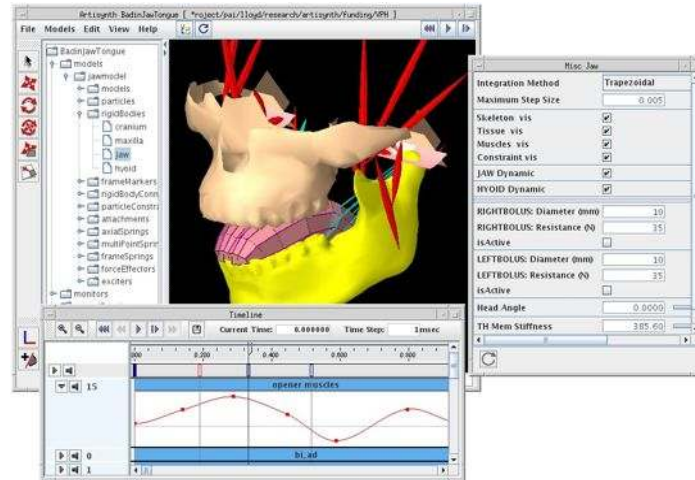 Artisynth BadinJawTongue [ *roject/pai/lloyd/research/artisynth/funding/VPH ]
File Models Edit View Help
BadinJawTongue
models
jawmodel
models
particles
rigidBodies
cranium
maxilla
jaw
hyoid
frameMarkers
rigidBodyConn
particleConstra
attachments
axialSprings
multiPointSprin
frameSprings
forceEffectors
exciters
monitors
Misc Jaw
Integration Method Trapezoidal
Maximum Step Size 0.005
Skeleton vis
Tissue vis
Muscles vis
Constraint vis
JAW Dynamic
HYOID Dynamic
RIGHTBOLUS: Diameter (mm) 10
RIGHTBOLUS: Resistance (N) 35
isActive
LEFTBOLUS: Diameter (mm) 10
LEFTBOLUS: Resistance (N) 35
isActive
Head Angle 0.0000
TH Mem Stiffness 385.60
Timeline
Current Time: 0.000000 Time Step: 1msec
000 0.200 0.400 0.600 0.800
15 opener muscles
0 bi_ad
1